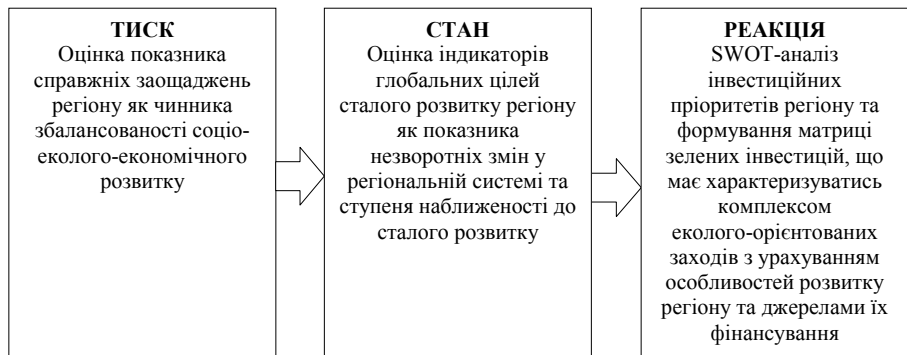 ТИСК
Оцінка показника
справжніх заощаджень
регіону як чинника
збалансованості соціо-
еколого-економічного
розвитку
СТАН
Оцінка індикаторів
глобальних цілей
сталого розвитку регіону
як показника
незворотніх змін у
регіональній системі та
ступеня наближеності до
сталого розвитку
РЕАКЦІЯ
SWOT-аналіз
інвестиційних
пріоритетів регіону та
формування матриці
зелених інвестицій, що
має характеризуватись
комплексом
еколого-орієнтованих
заходів з урахуванням
особливостей розвитку
регіону та джерелами їх
фінансування